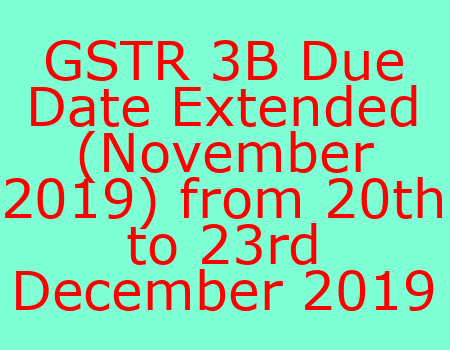 GSTR 3B Due
Date Extended
(November
2019) from 20th
to 23rd
December 2019